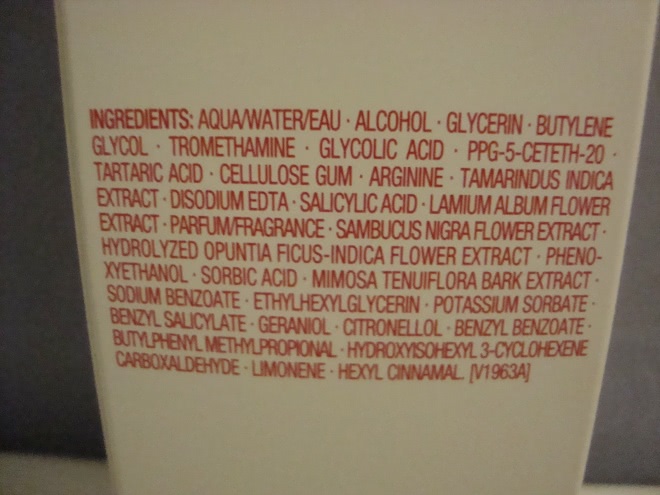 INGREDIENTS: AQUA/WATER/EAU · ALCOHOL · GLYCERIN · BUTYLENE
GLYCOL · TROMETHAMINE · GLYCOLIC ACID · PPG-5-CETETH-20 ·
TARTARIC ACID · CELLULOSE GUM · ARGININE · TAMARINDUS INDICA
EXTRACT · DISODIUM EDTA · SALICYLIC ACID · LAMIUM ALBUM FLOWER
EXTRACT · PARFUM/FRAGRANCE · SAMBUCUS NIGRA FLOWER EXTRACT ·
HYDROLYZED OPUNTIA FICUS-INDICA FLOWER EXTRACT · PHENO-
XYETHANOL · SORBIC ACID · MIMOSA TENUIFLORA BARK EXTRACT ·
SODIUM BENZOATE · ETHYLHEXYLGLYCERIN · POTASSIUM SORBATE ·
BENZYL SALICYLATE · GERANIOL · CITRONELLOL · BENZYL BENZOATE ·
BUTYLPHENYL METHYLPROPIONAL · HYDROXYISOHEXYL 3-CYCLOHEXENE
CARBOXALDEHYDE · LIMONENE · HEXYL CINNAMAL. [V1963A]